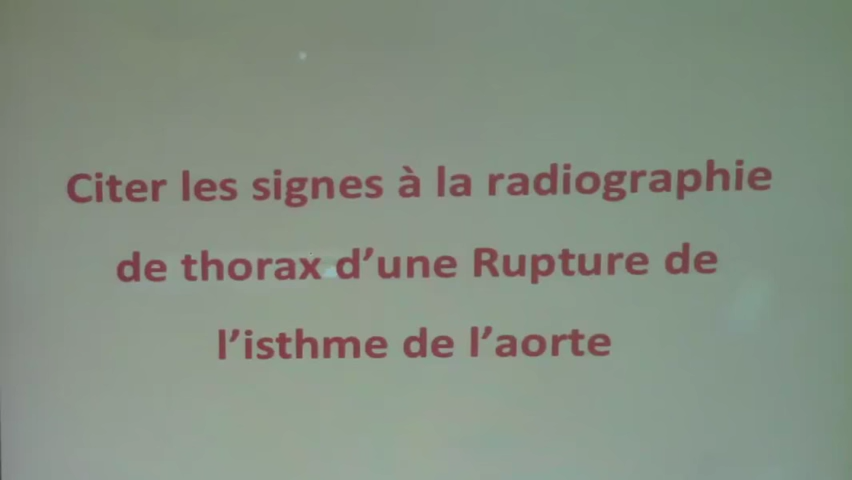 Citer les signes à la radiographie
de thorax d’une Rupture de
l’isthme de l’aorte